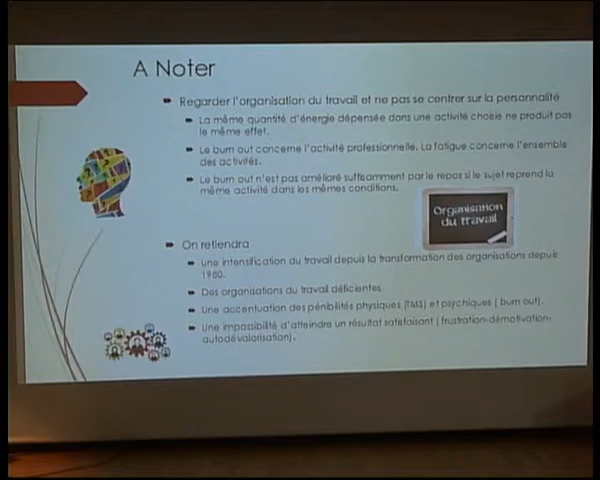 A Noter
Regarder l'organisation du travail et ne pas se centrer sur la personnalité
La même quantité d'énergie dépensée dans une activité choisie ne produit pas
le même effet.
Le burn out concerne l'activité professionnelle. La fatigue concerne l'ensemble
des activités.
Le burn out n'est pas amélioré suffisamment par le repos si le sujet reprend la
même activité dans les mêmes conditions.
Organisation
du travail
On retiendra
Une intensification du travail depuis la transformation des organisations depuis
1980.
Des organisations du travail déficientes
Une accentuation des pénibilités physiques (TMS) et psychiques ( burn out).
Une impossibilité d'atteindre un résultat satisfaisant ( frustration-démotivation-
autodévalorisation).